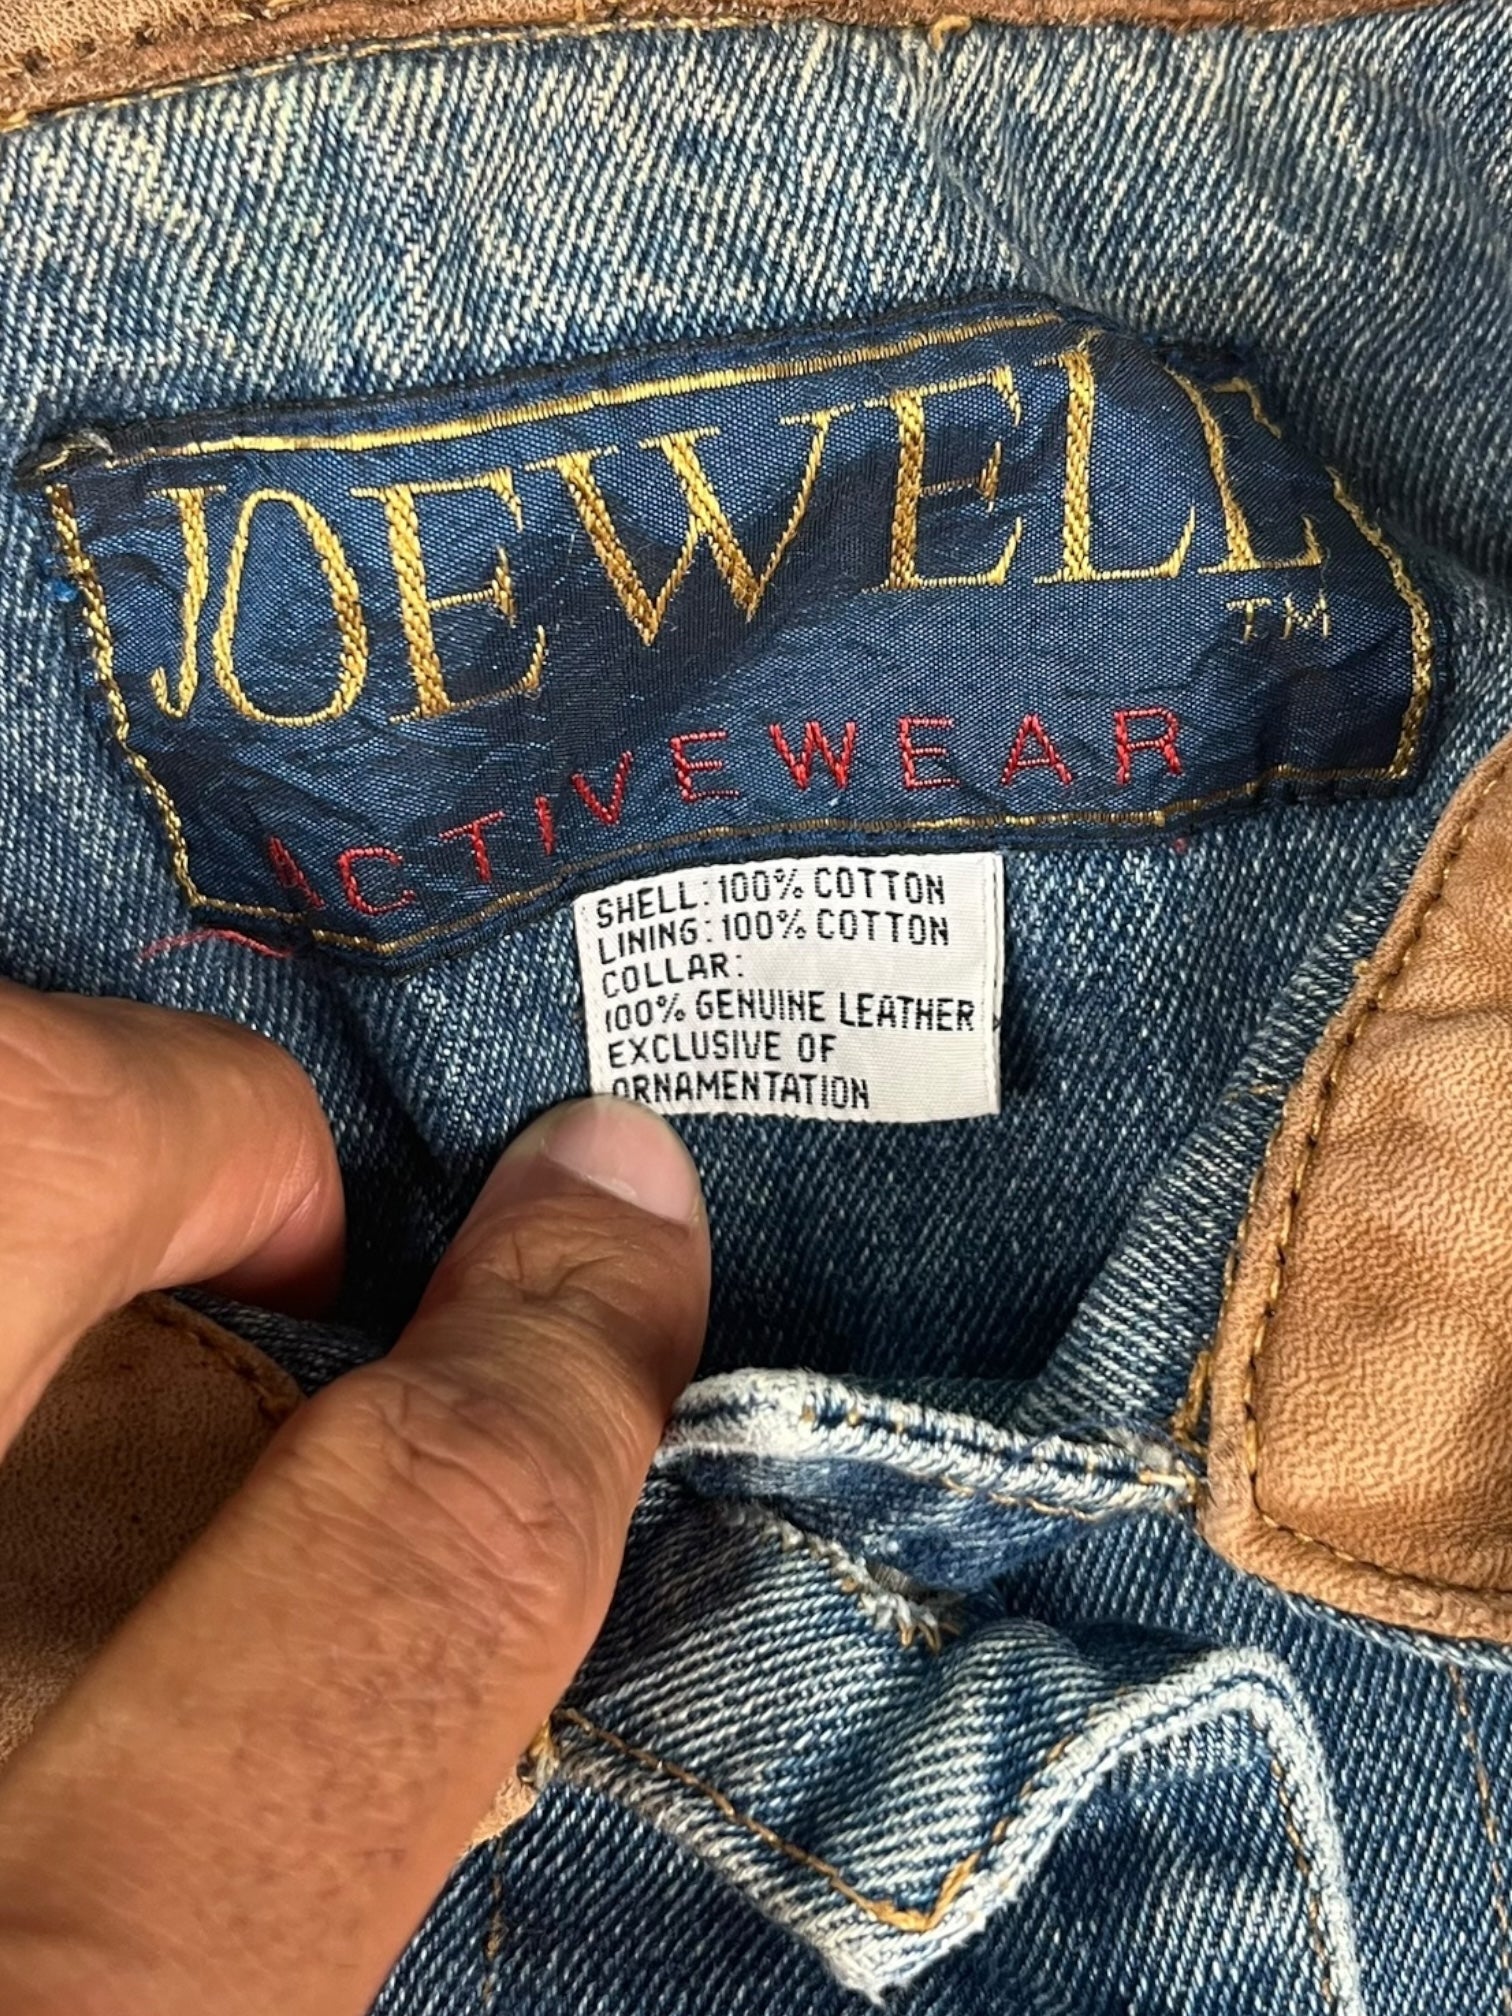 JOEWELL
TM
ACTIVEWEAR
SHELL: 100% COTTON
LINING: 100% COTTON
COLLAR:
100% GENUINE LEATHER
EXCLUSIVE OF
ORNAMENTATION